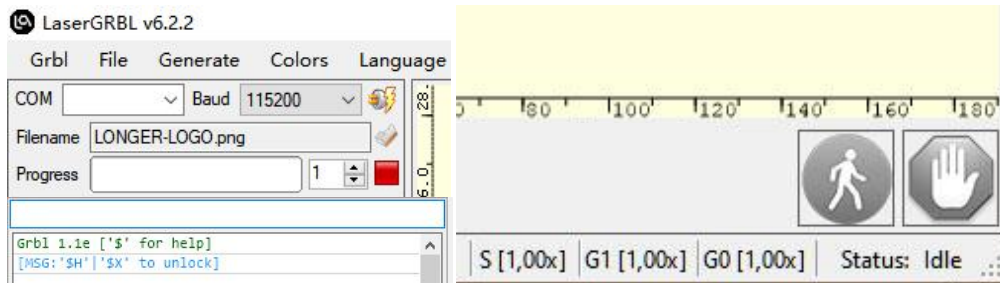 LaserGRBL v6.2.2
Grbl File Generate Colors Language
COM Baud 115200
Filename LONGER-LOGO.png
Progress 1
Grbl 1.1e ['$' for help]
[MSG:'$H'|'$X' to unlock]
80 100 120 140 160 180
S [1,00x] G1 [1,00x] G0 [1,00x] Status: Idle